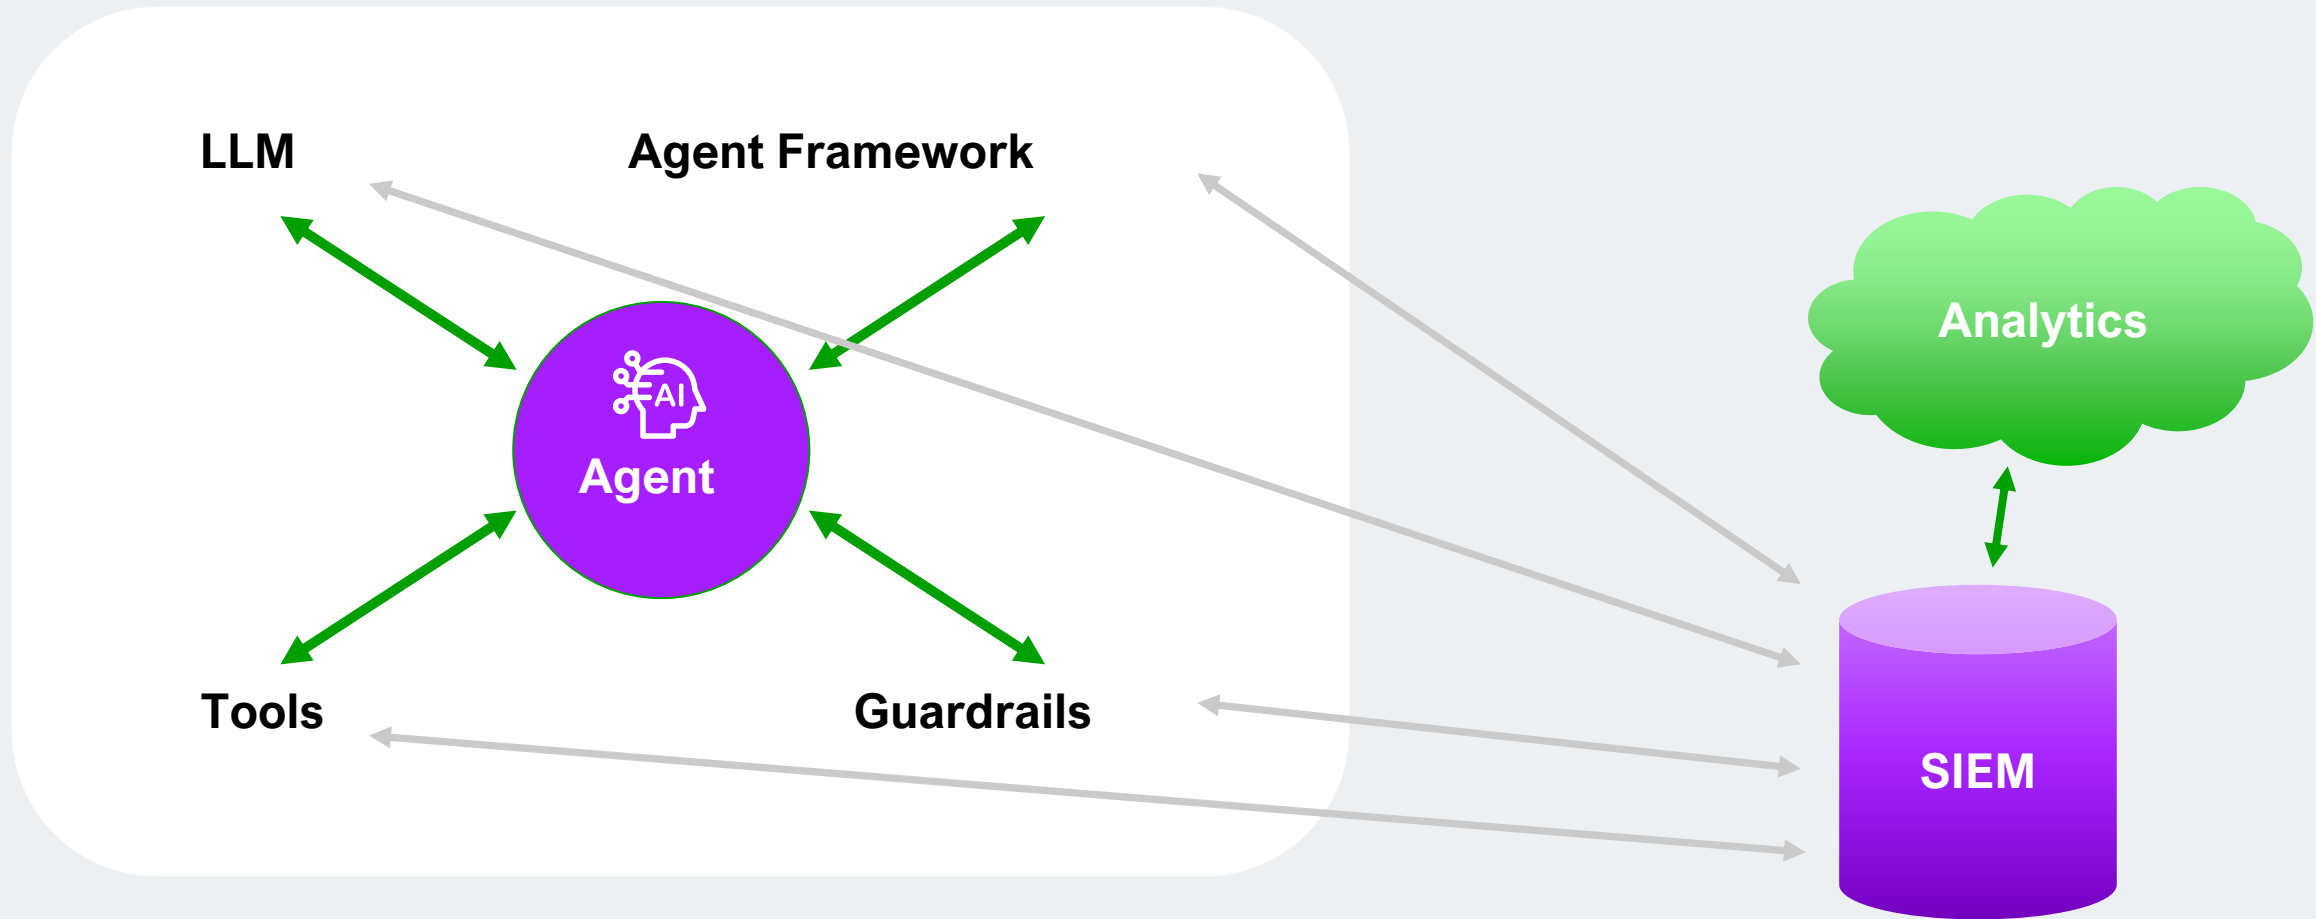 LLM
Agent Framework
Analytics
AI
Agent
Tools
Guardrails
SIEM